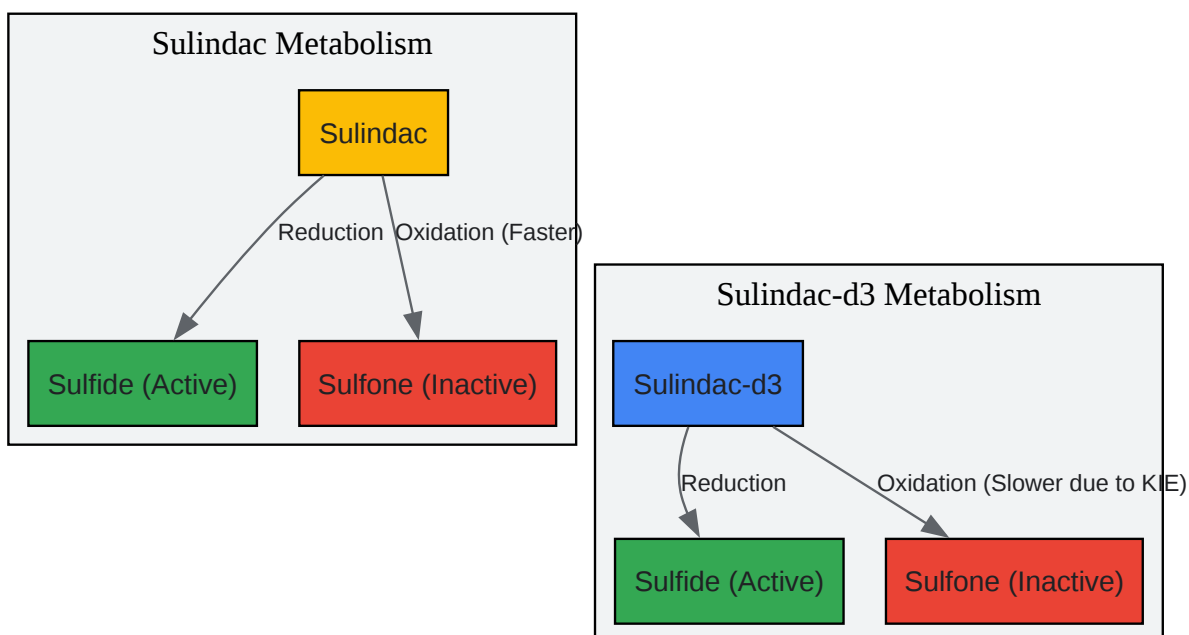 Sulindac Metabolism
Sulindac
Reduction
Oxidation (Faster)
Sulfide (Active)
Sulfone (Inactive)
Sulindac-d3 Metabolism
Sulindac-d3
Reduction
Oxidation (Slower due to KIE)
Sulfide (Active)
Sulfone (Inactive)